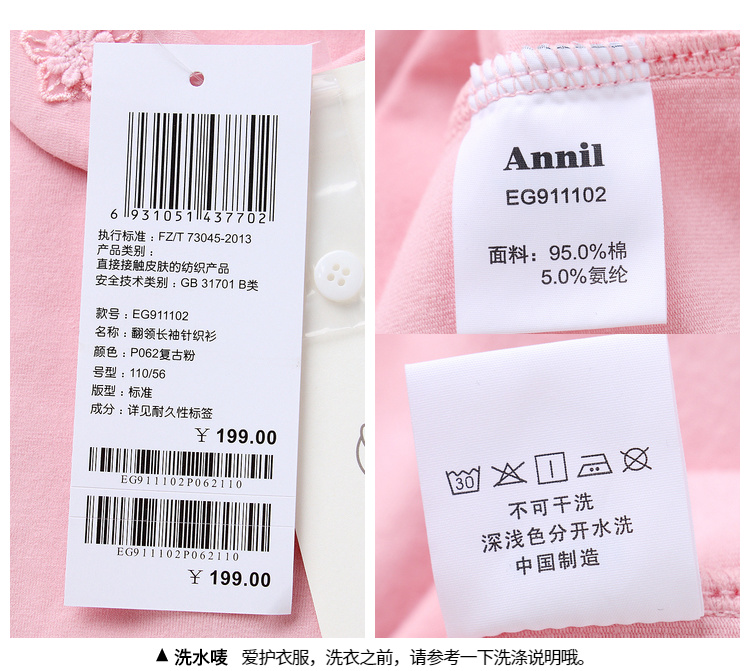 6 931051 437702
执行标准：FZ/T 73045-2013
产品类别：
直接接触皮肤的纺织产品
安全技术类别：GB 31701 B类
款号：EG911102
名称：翻领长袖针织衫
颜色：P062复古粉
号型：110/56
版型：标准
成分：详见耐久性标签
￥199.00
EG911102P062110
EG911102P062110
￥199.00
Annil
EG911102
面料：95.0%棉
5.0%氨纶
30
不可干洗
深浅色分开水洗
中国制造
▲ 洗水唛 爱护衣服，洗衣之前，请参考一下洗涤说明哦。